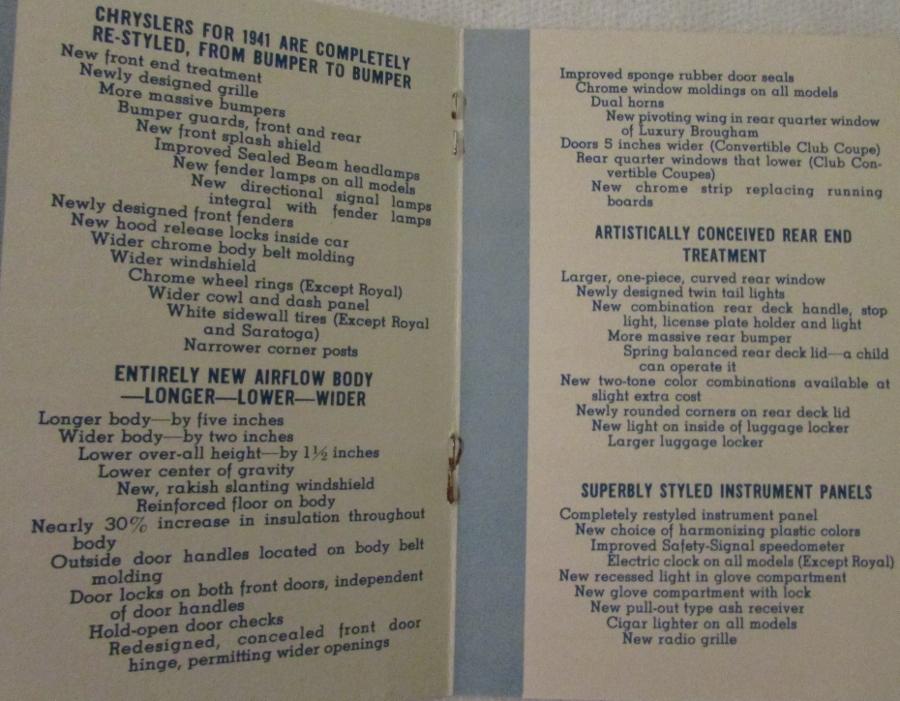 CHRYSLERS FOR 1941 ARE COMPLETELY
RE-STYLED, FROM BUMPER TO BUMPER
New front end treatment
Newly designed grille
More massive bumpers
Bumper guards, front and rear
New front splash shield
Improved Sealed Beam headlamps
New fender lamps on all models
New directional signal lamps
integral with fender lamps
Newly designed front fenders
New hood release locks inside car
Wider chrome body belt molding
Wider windshield
Chrome wheel rings (Except Royal)
Wider cowl and dash panel
White sidewall tires (Except Royal
and Saratoga)
Narrower corner posts
ENTIRELY NEW AIRFLOW BODY
—LONGER—LOWER—WIDER
Longer body—by five inches
Wider body—by two inches
Lower over-all height—by 1½ inches
Lower center of gravity
New, rakish slanting windshield
Reinforced floor on body
Nearly 30% increase in insulation throughout
body
Outside door handles located on body belt
molding
Door locks on both front doors, independent
of door handles
Hold-open door checks
Redesigned, concealed front door
hinge, permitting wider openings
Improved sponge rubber door seals
Chrome window moldings on all models
Dual horns
New pivoting wing in rear quarter window
of Luxury Brougham
Doors 5 inches wider (Convertible Club Coupe)
Rear quarter windows that lower (Club Con-
vertible Coupes)
New chrome strip replacing running
boards
ARTISTICALLY CONCEIVED REAR END
TREATMENT
Larger, one-piece, curved rear window
Newly designed twin tail lights
New combination rear deck handle, stop
light, license plate holder and light
More massive rear bumper
Spring balanced rear deck lid—a child
can operate it
New two-tone color combinations available at
slight extra cost
Newly rounded corners on rear deck lid
New light on inside of luggage locker
Larger luggage locker
SUPERBLY STYLED INSTRUMENT PANELS
Completely restyled instrument panel
New choice of harmonizing plastic colors
Improved Safety-Signal speedometer
Electric clock on all models (Except Royal)
New recessed light in glove compartment
New glove compartment with lock
New pull-out type ash receiver
Cigar lighter on all models
New radio grille